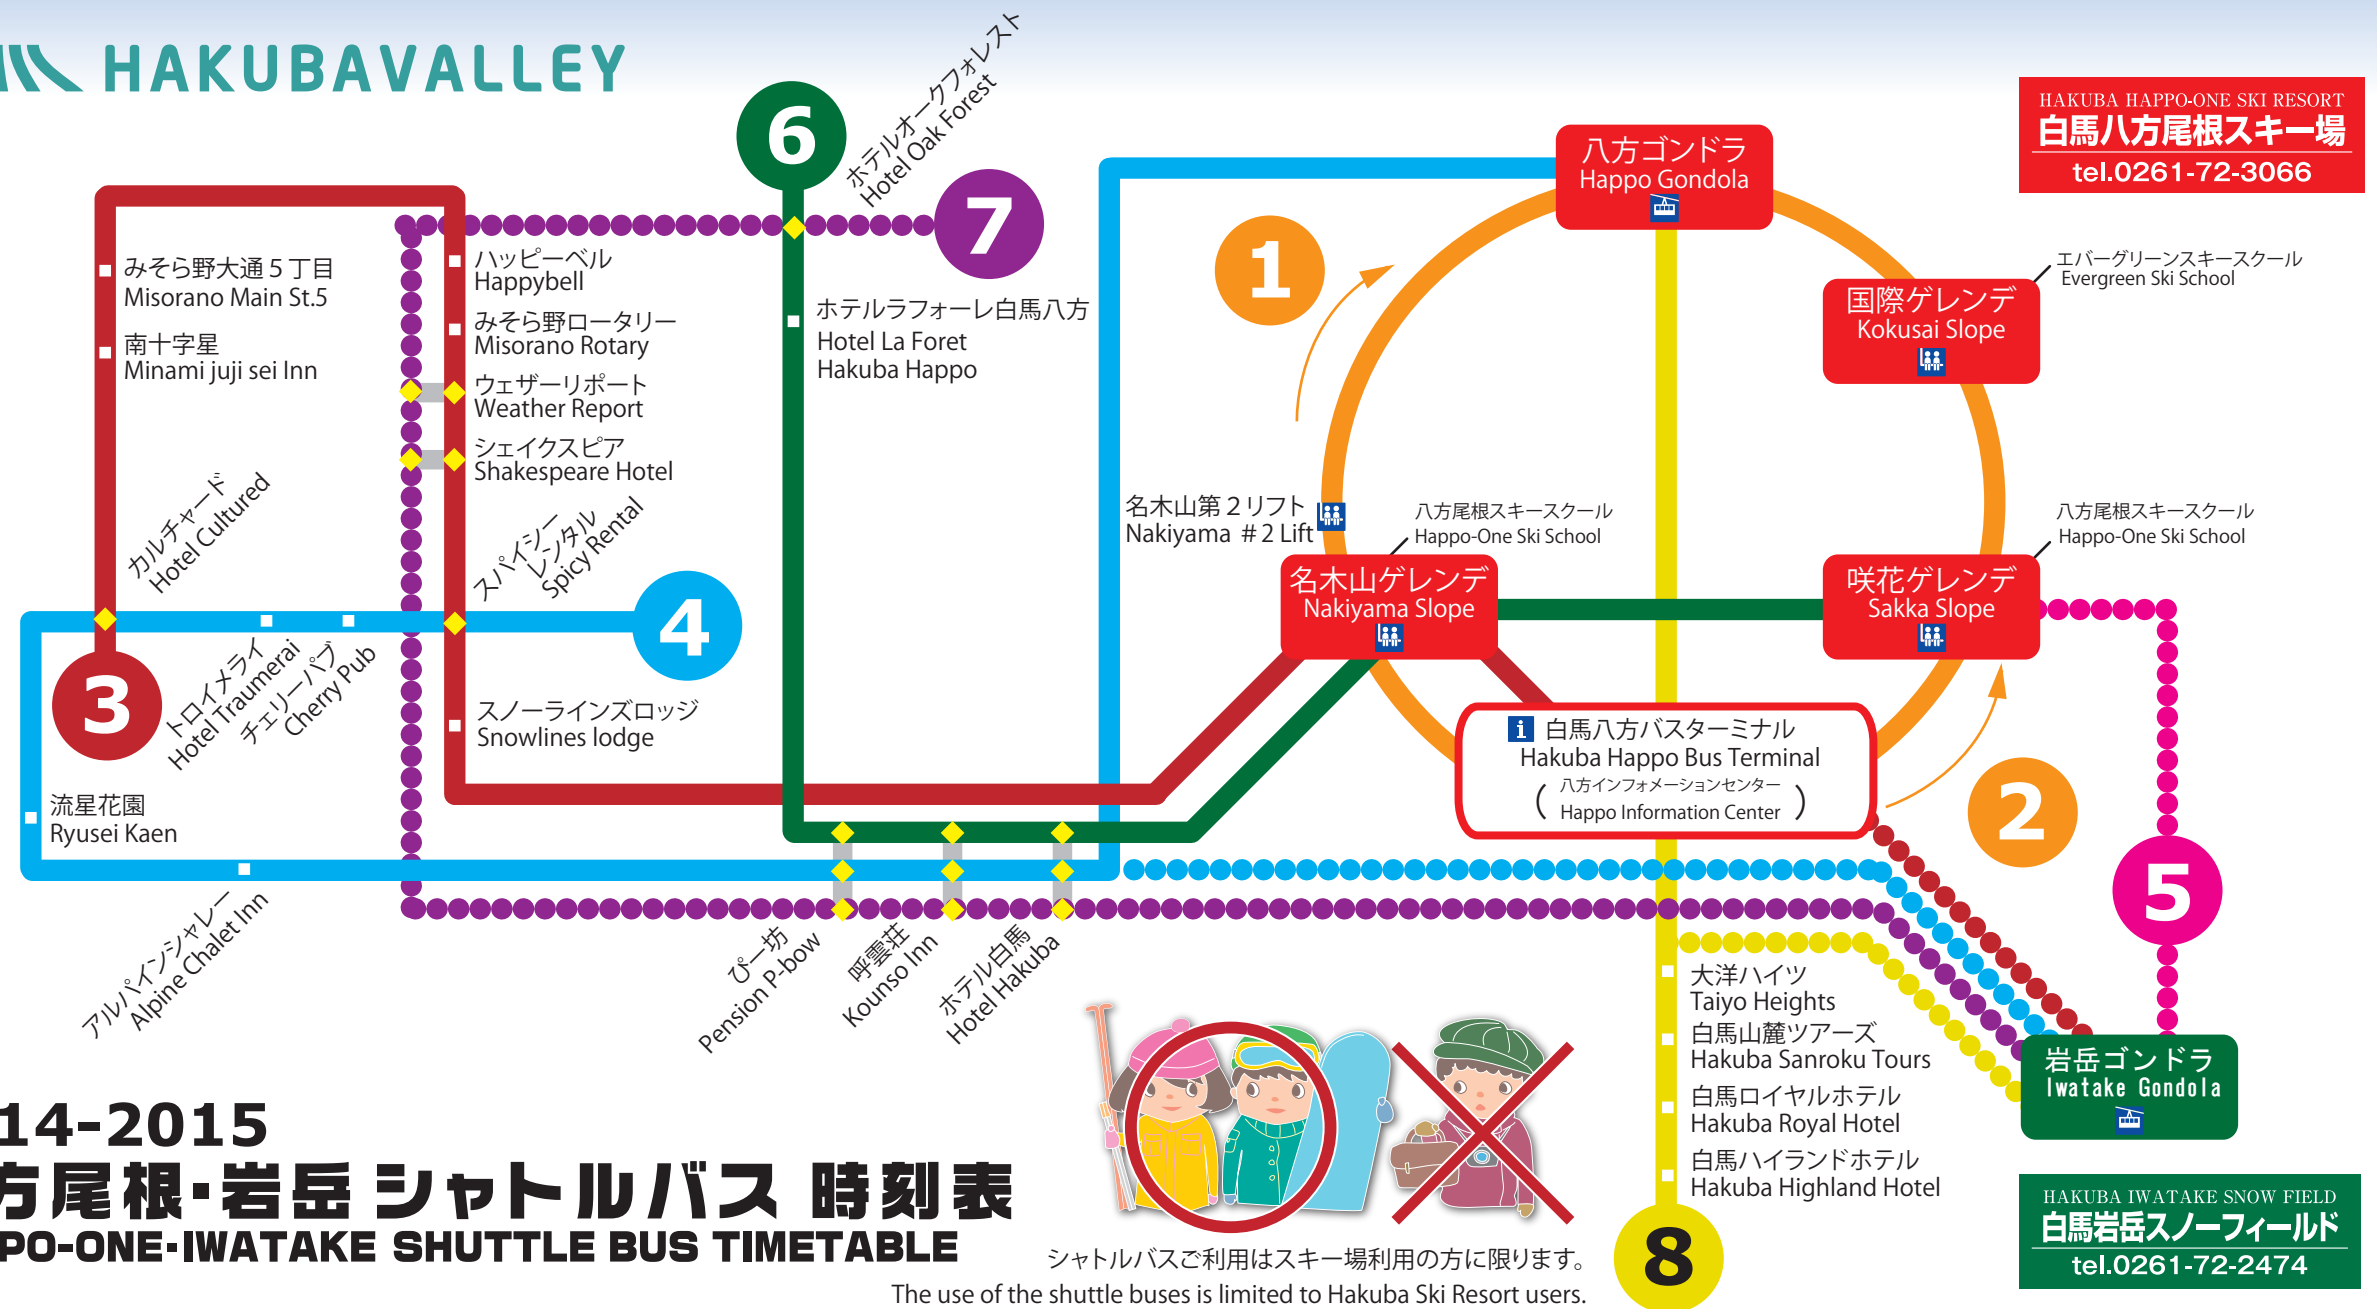 HAKUBAVALLEY
HAKUBA HAPPO-ONE SKI RESORT
白馬八方尾根スキー場
tel.0261-72-3066
6
ホテルオークフォレスト
Hotel Oak Forest
7
八方ゴンドラ
Happo Gondola
1
エバーグリーンスキースクール
Evergreen Ski School
国際ゲレンデ
Kokusai Slope
みそら野大通5丁目
Misorano Main St.5
南十字星
Minami juji sei Inn
ハッピーベル
Happybell
みそら野ロータリー
Misorano Rotary
ウェザーリポート
Weather Report
シェイクスピア
Shakespeare Hotel
ホテルラフォーレ白馬八方
Hotel La Foret
Hakuba Happo
カルチャード
Hotel Cultured
スパイシー
レンタル
Spicy Rental
名木山第2リフト
Nakiyama #2 Lift
八方尾根スキースクール
Happo-One Ski School
八方尾根スキースクール
Happo-One Ski School
名木山ゲレンデ
Nakiyama Slope
咲花ゲレンデ
Sakka Slope
4
3
トロイメライ
Hotel Traumerai
チェリーパブ
Cherry Pub
スノーラインズロッジ
Snowlines lodge
i 白馬八方バスターミナル
Hakuba Happo Bus Terminal
( 八方インフォメーションセンター
Happo Information Center )
2
5
流星花園
Ryusei Kaen
アルパインシャレー
Alpine Chalet Inn
ぴー坊
Pension P-bow
呼雲荘
Kounso Inn
ホテル白馬
Hotel Hakuba
大洋ハイツ
Taiyo Heights
白馬山麓ツアーズ
Hakuba Sanroku Tours
白馬ロイヤルホテル
Hakuba Royal Hotel
白馬ハイランドホテル
Hakuba Highland Hotel
8
岩岳ゴンドラ
Iwatake Gondola
14-2015
方尾根・岩岳 シャトルバス 時刻表
PO-ONE・IWATAKE SHUTTLE BUS TIMETABLE
シャトルバスご利用はスキー場利用の方に限ります。
The use of the shuttle buses is limited to Hakuba Ski Resort users.
HAKUBA IWATAKE SNOW FIELD
白馬岩岳スノーフィールド
tel.0261-72-2474